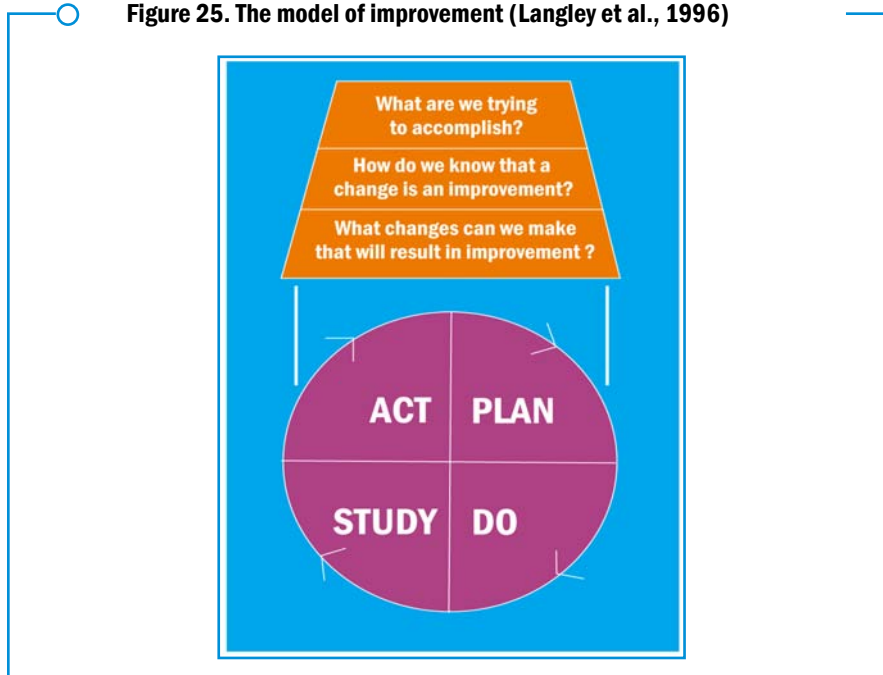 Figure 25. The model of improvement (Langley et al., 1996)
What are we trying
to accomplish?
How do we know that a
change is an improvement?
What changes can we make
that will result in improvement ?
ACT PLAN
STUDY DO